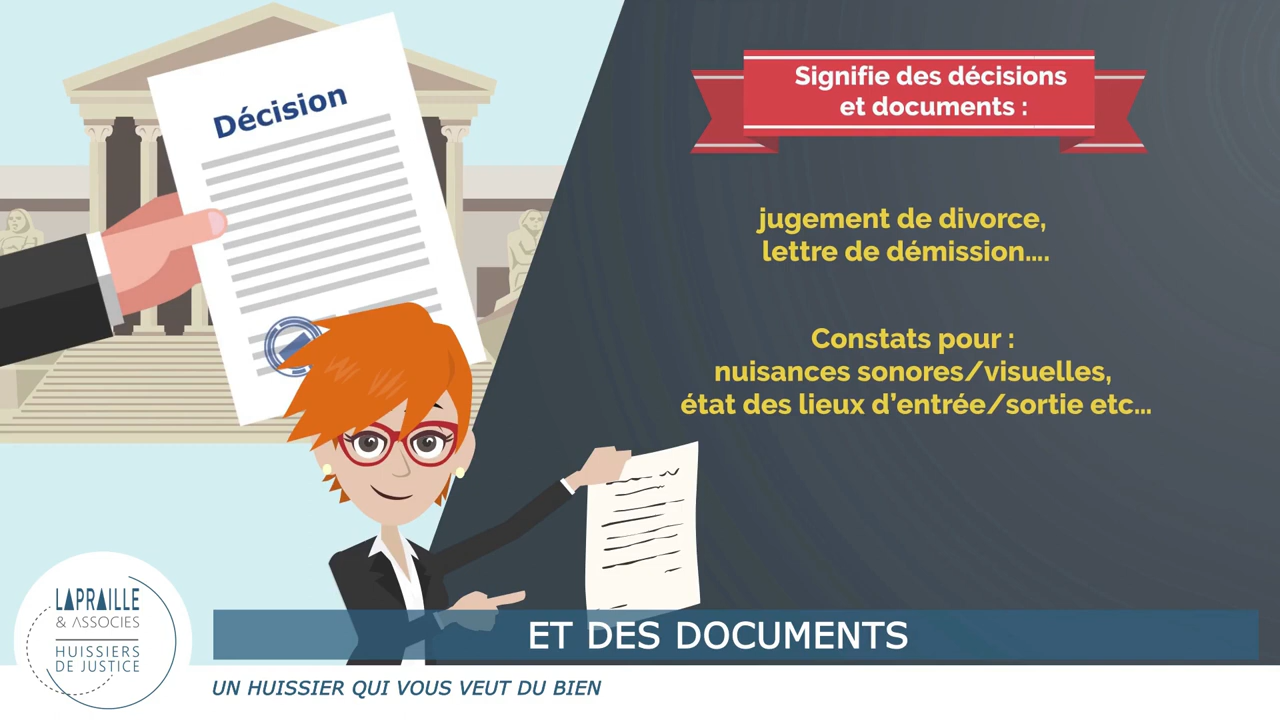 Décision
Signifie des décisions
et documents :
jugement de divorce,
lettre de démission....
Constats pour :
nuisances sonores/visuelles,
état des lieux d’entrée/sortie etc...
ET DES DOCUMENTS
LAPRAILLE
& ASSOCIES
HUISSIERS
DE JUSTICE
UN HUISSIER QUI VOUS VEUT DU BIEN